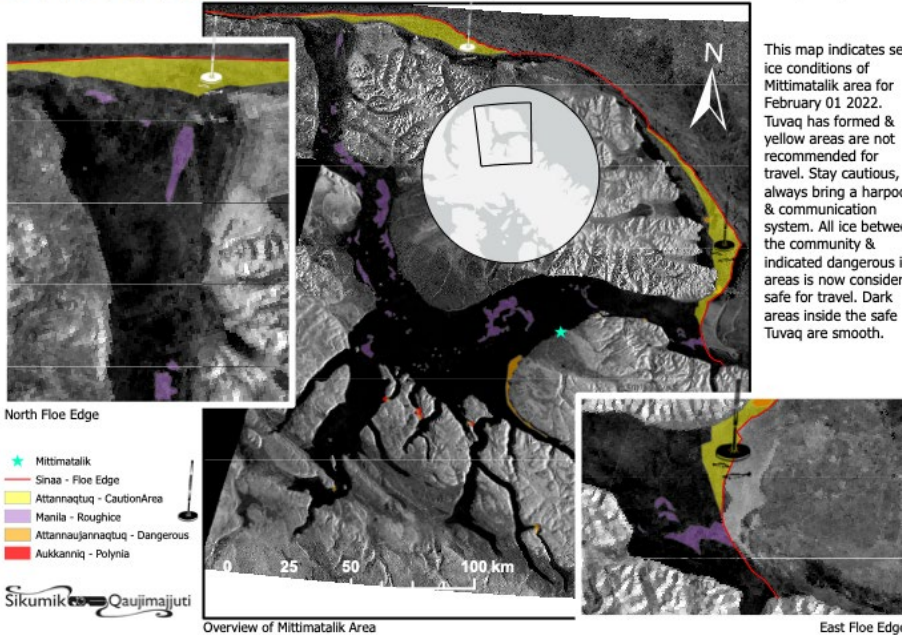 N
This map indicates se
ice conditions of
Mittimatalik area for
February 01 2022.
Tuvaq has formed &
yellow areas are not
recommended for
travel. Stay cautious,
always bring a harpoo
& communication
system. All ice betwe
the community &
indicated dangerous i
areas is now consider
safe for travel. Dark
areas inside the safe
Tuvaq are smooth.
North Floe Edge
Mittimatalik
Sinaa - Floe Edge
Attannaqtuq - CautionArea
Manila - Roughice
Attannaujannaqtuq - Dangerous
Aukkanniq - Polynia
Sikumik Qaujimajjuti
0 50 100 km
Overview of Mittimatalik Area
East Floe Edge